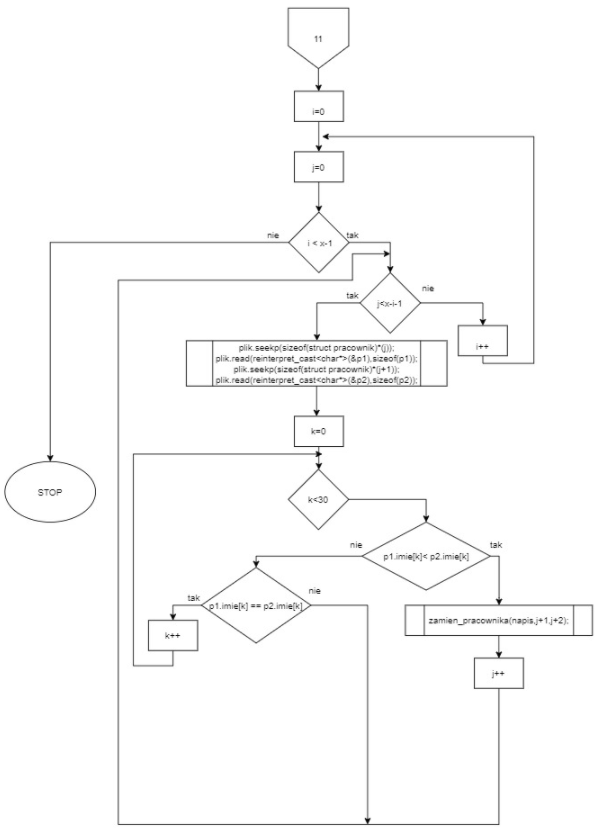 11
i=0
j=0
nie
tak
i < x-1
nie
tak
j<x-i-1
i++
plik.seekp(sizeof(struct pracownik)*(j));
plik.read(reinterpret_cast<char*>(&p1),sizeof(p1));
plik.seekp(sizeof(struct pracownik)*(j+1));
plik.read(reinterpret_cast<char*>(&p2),sizeof(p2));
k=0
STOP
k<30
nie
tak
p1.imie[k]< p2.imie[k]
tak
nie
p1.imie[k] == p2.imie[k]
k++
zamien_pracownika(napis,j+1,j+2);
j++